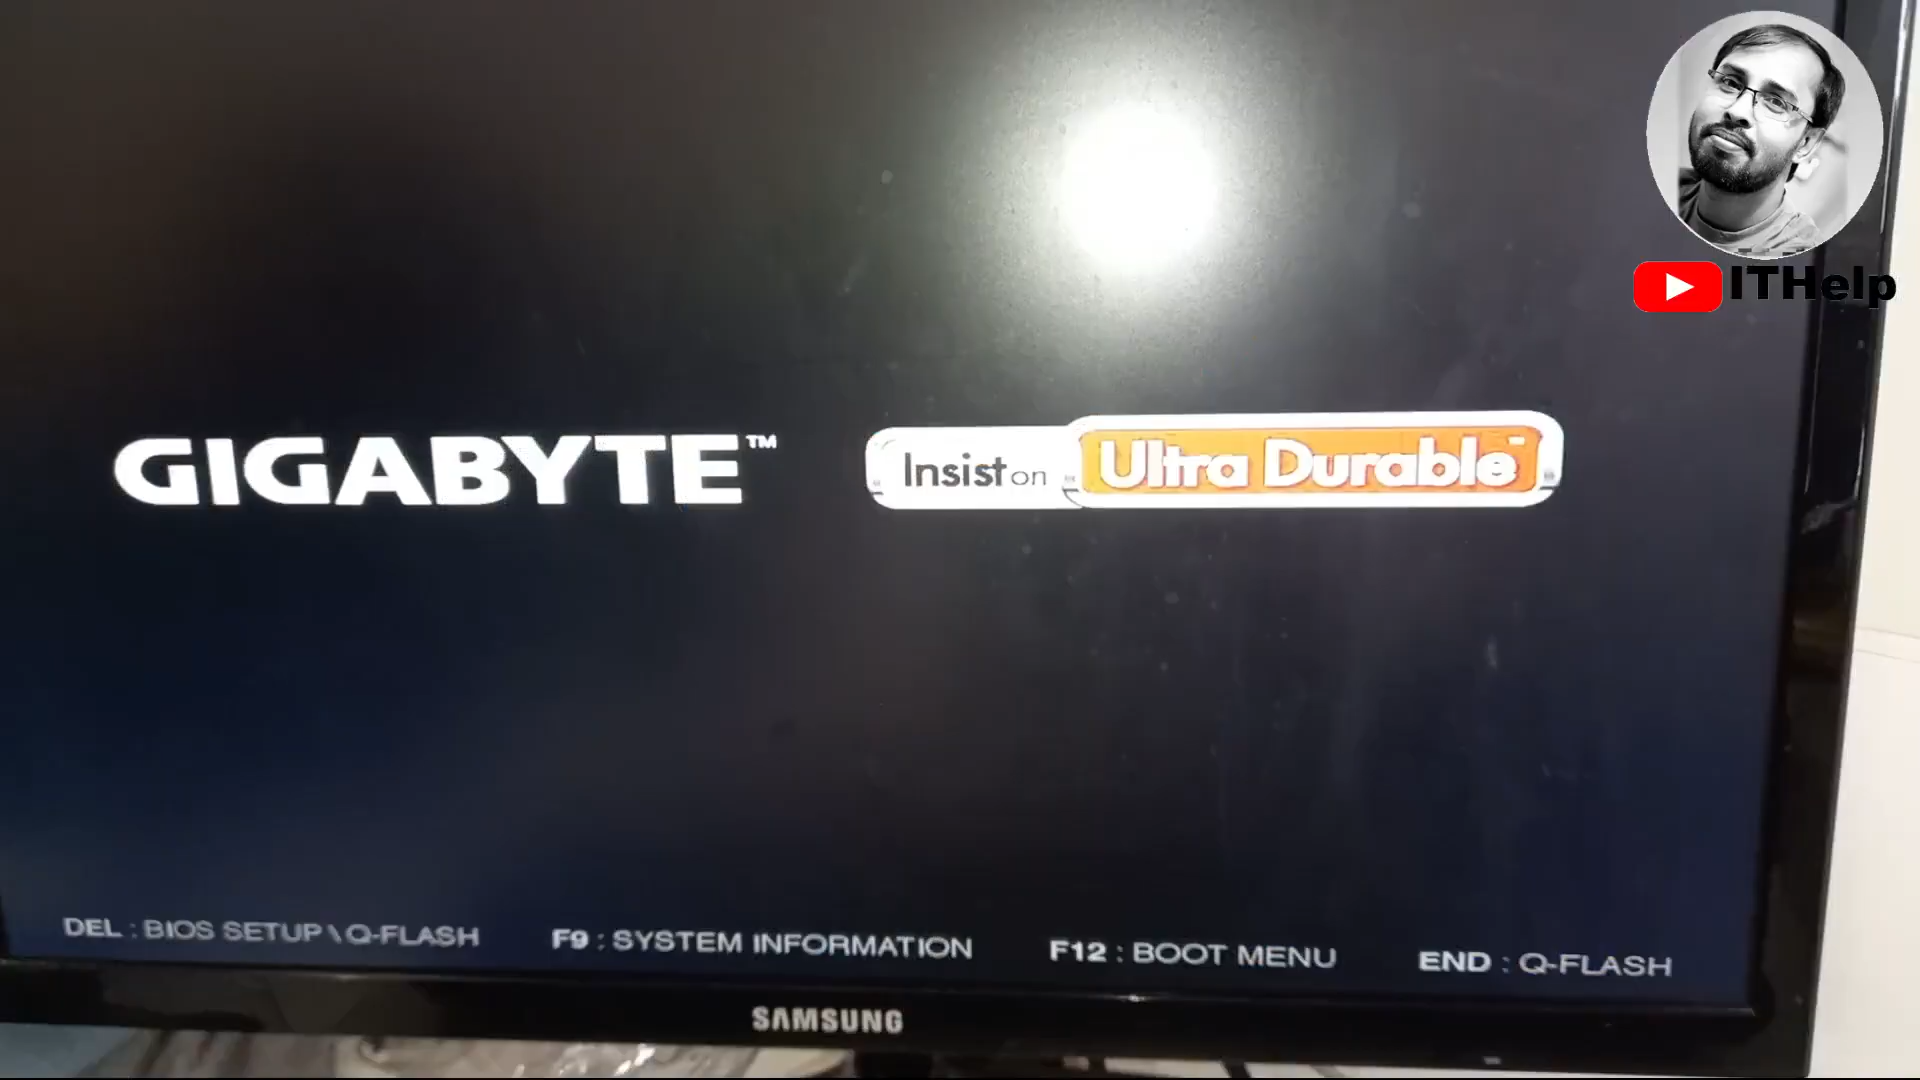 ITHelp
GIGABYTE™
Insist on Ultra Durable™
DEL : BIOS SETUP \ Q-FLASH
F9 : SYSTEM INFORMATION
F12 : BOOT MENU
END : Q-FLASH
SAMSUNG